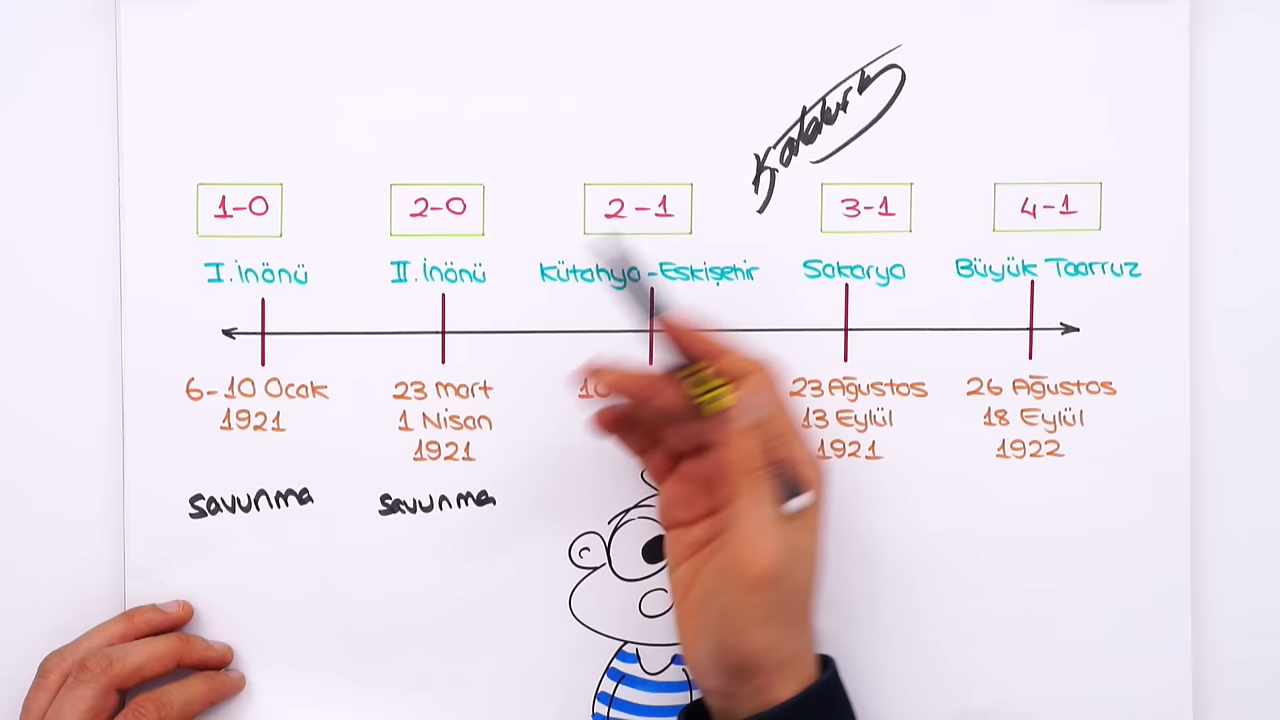 1-0
2-0
2-1
3-1
4-1
I. inönü
II. İnönü
Kütahya-Eskişehir
Sakarya
Büyük Taarruz
6-10 Ocak
1921
23 mart
1 Nisan
1921
10
23 Ağustos
13 Eylül
1921
26 Ağustos
18 Eylül
1922
savunma
savunma